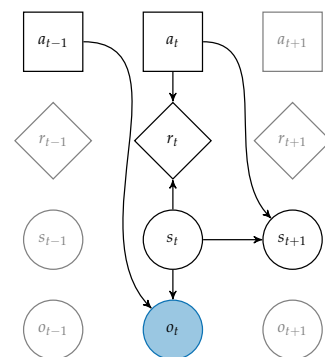 a_{t−1} a_t a_{t+1}
r_{t−1} r_t r_{t+1}
s_{t−1} s_t s_{t+1}
o_{t−1} o_t o_{t+1}